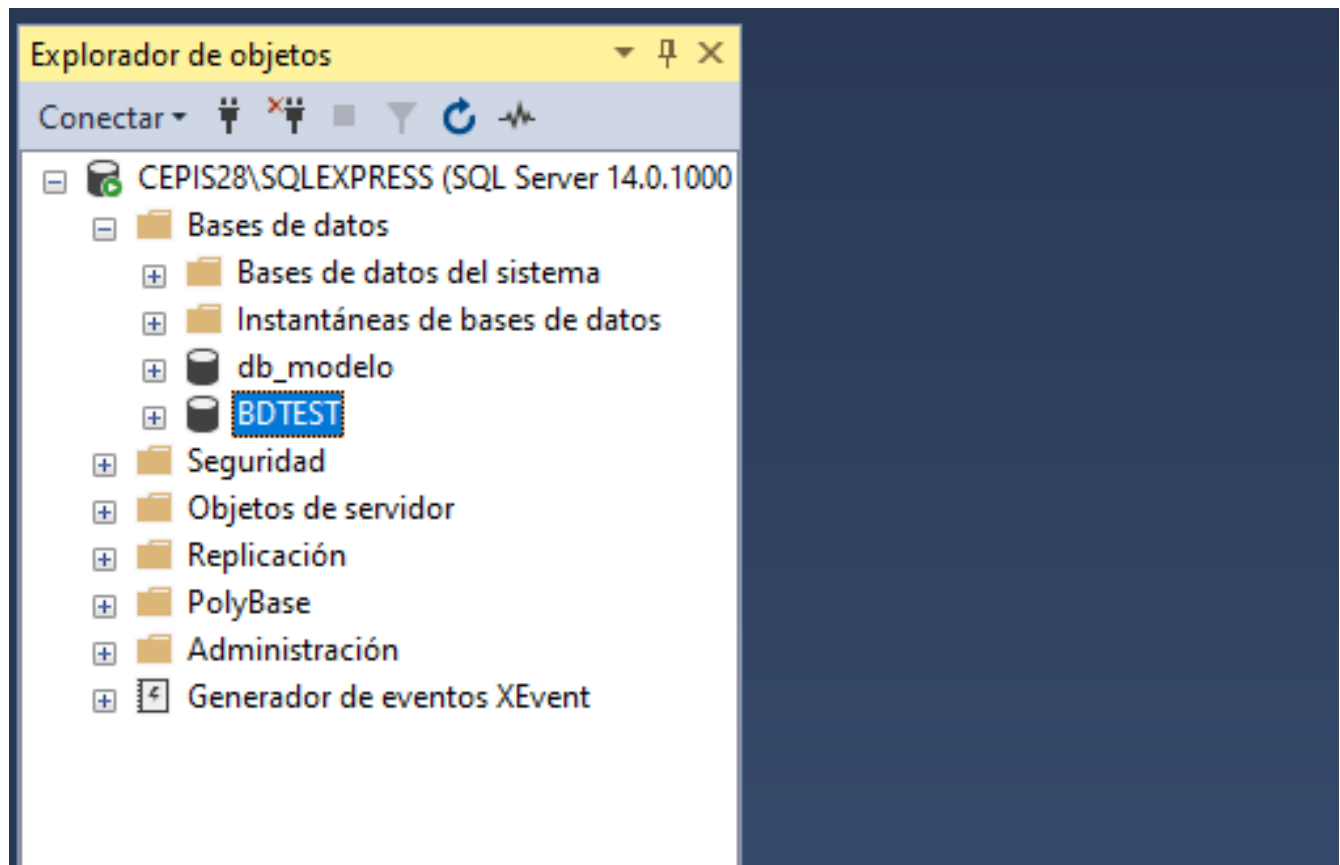 Explorador de objetos
Conectar
CEPIS28\SQLEXPRESS (SQL Server 14.0.1000
Bases de datos
Bases de datos del sistema
Instantáneas de bases de datos
db_modelo
BDTEST
Seguridad
Objetos de servidor
Replicación
PolyBase
Administración
Generador de eventos XEvent